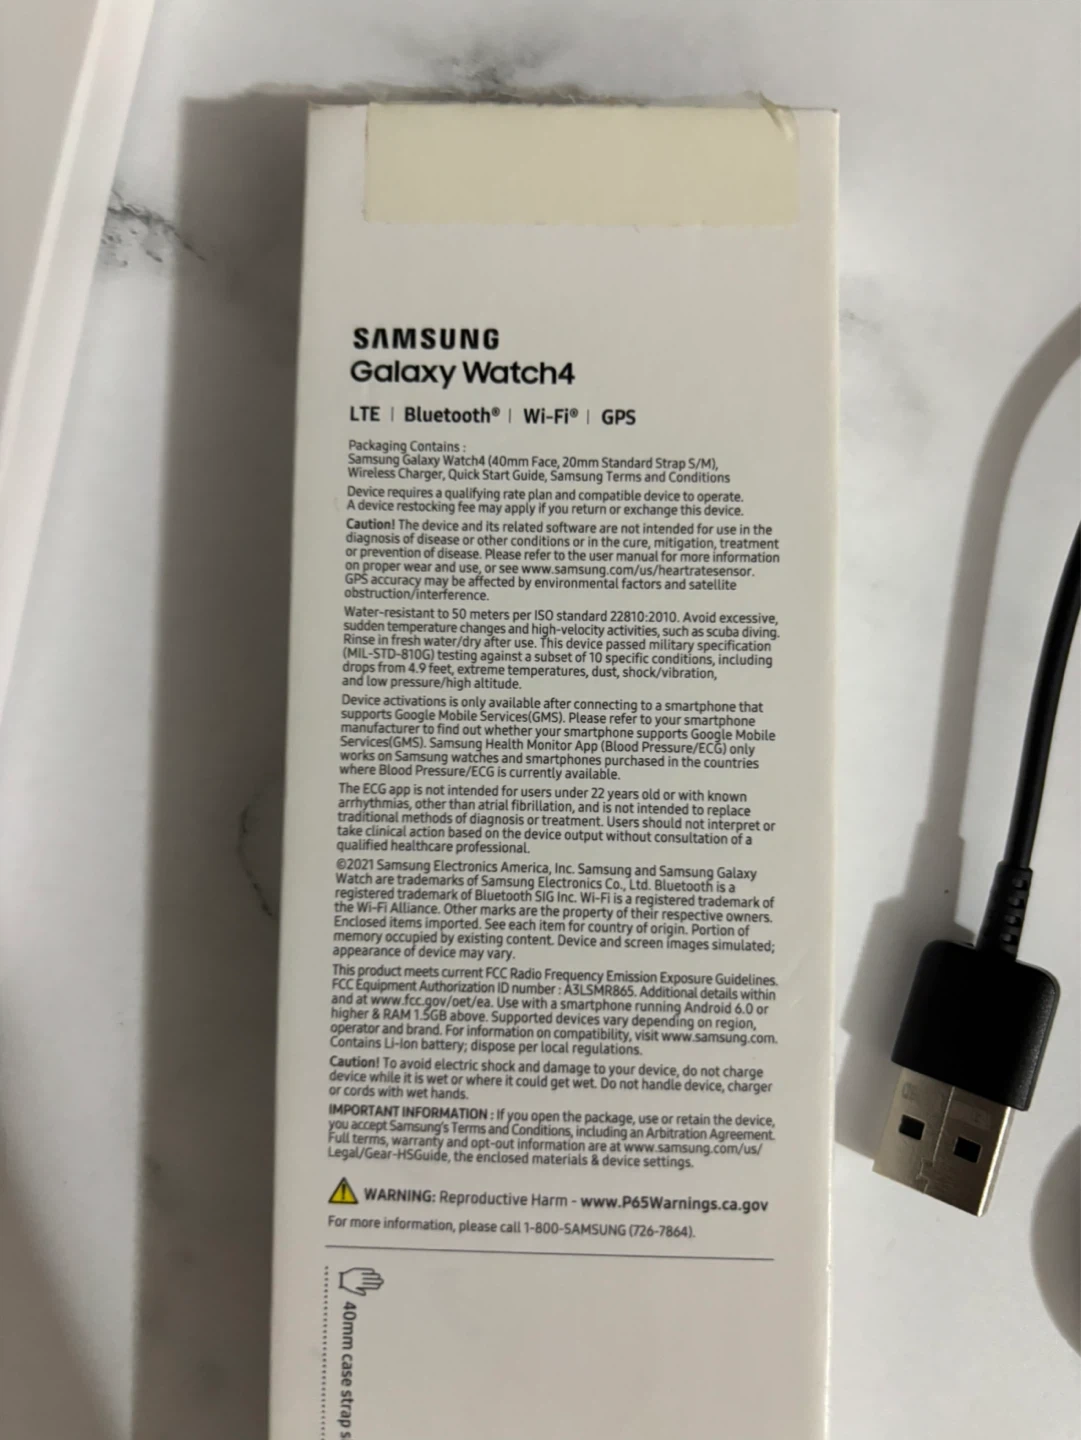 SAMSUNG
Galaxy Watch4
LTE | Bluetooth® | Wi-Fi® | GPS
Packaging Contains :
Samsung Galaxy Watch4 (40mm Face, 20mm Standard Strap S/M),
Wireless Charger, Quick Start Guide, Samsung Terms and Conditions
Device requires a qualifying rate plan and compatible device to operate.
A device restocking fee may apply if you return or exchange this device.
Caution! The device and its related software are not intended for use in the
diagnosis of disease or other conditions or in the cure, mitigation, treatment
or prevention of disease. Please refer to the user manual for more information
on proper wear and use, or see www.samsung.com/us/heartratesensor.
GPS accuracy may be affected by environmental factors and satellite
obstruction/interference.
Water-resistant to 50 meters per ISO standard 22810:2010. Avoid excessive,
sudden temperature changes and high-velocity activities, such as scuba diving.
Rinse in fresh water/dry after use. This device passed military specification
(MIL-STD-810G) testing against a subset of 10 specific conditions, including
drops from 4.9 feet, extreme temperatures, dust, shock/vibration,
and low pressure/high altitude.
Device activations is only available after connecting to a smartphone that
supports Google Mobile Services(GMS). Please refer to your smartphone
manufacturer to find out whether your smartphone supports Google Mobile
Services(GMS). Samsung Health Monitor App (Blood Pressure/ECG) only
works on Samsung watches and smartphones purchased in the countries
where Blood Pressure/ECG is currently available.
The ECG app is not intended for users under 22 years old or with known
arrhythmias, other than atrial fibrillation, and is not intended to replace
traditional methods of diagnosis or treatment. Users should not interpret or
take clinical action based on the device output without consultation of a
qualified healthcare professional.
©2021 Samsung Electronics America, Inc. Samsung and Samsung Galaxy
Watch are trademarks of Samsung Electronics Co., Ltd. Bluetooth is a
registered trademark of Bluetooth SIG Inc. Wi-Fi is a registered trademark of
the Wi-Fi Alliance. Other marks are the property of their respective owners.
Enclosed items imported. See each item for country of origin. Portion of
memory occupied by existing content. Device and screen images simulated;
appearance of device may vary.
This product meets current FCC Radio Frequency Emission Exposure Guidelines.
FCC Equipment Authorization ID number : A3LSMR865. Additional details within
and at www.fcc.gov/oet/ea. Use with a smartphone running Android 6.0 or
higher & RAM 1.5GB above. Supported devices vary depending on region,
operator and brand. For information on compatibility, visit www.samsung.com.
Contains Li-Ion battery; dispose per local regulations.
Caution! To avoid electric shock and damage to your device, do not charge
device while it is wet or where it could get wet. Do not handle device, charger
or cords with wet hands.
IMPORTANT INFORMATION : If you open the package, use or retain the device,
you accept Samsung's Terms and Conditions, including an Arbitration Agreement.
Full terms, warranty and opt-out information are at www.samsung.com/us/
Legal/Gear-HSGuide, the enclosed materials & device settings.
WARNING: Reproductive Harm - www.P65Warnings.ca.gov
For more information, please call 1-800-SAMSUNG (726-7864).
40mm case strap s